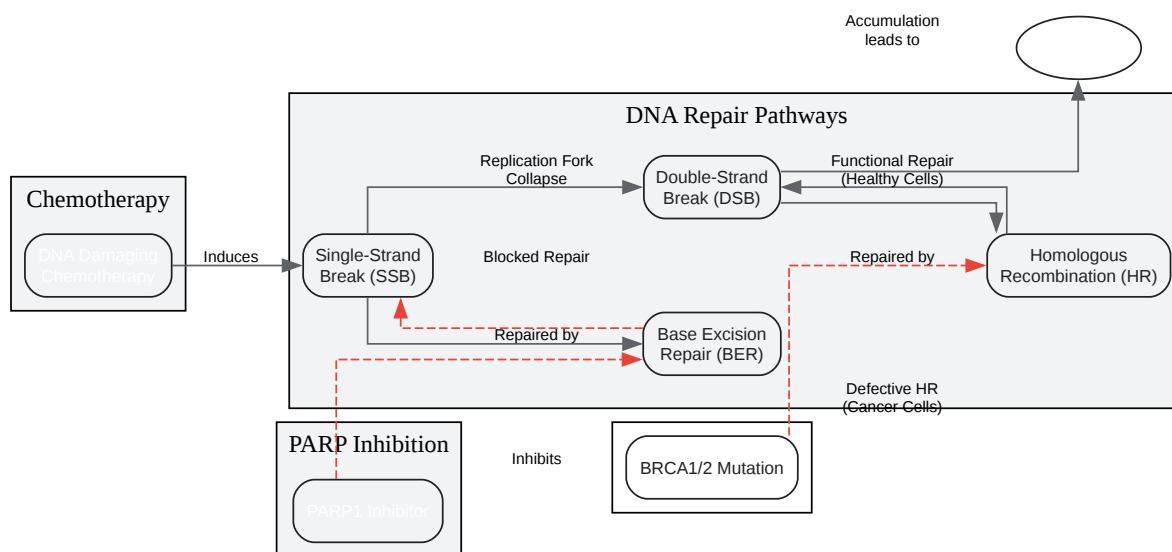 Accumulation
leads to
DNA Repair Pathways
Replication Fork
Collapse
Double-Strand
Break (DSB)
Functional Repair
(Healthy Cells)
Chemotherapy
DNA Damaging
Chemotherapy
Induces
Single-Strand
Break (SSB)
Blocked Repair
Repaired by
Homologous
Recombination (HR)
Repaired by
Base Excision
Repair (BER)
Defective HR
(Cancer Cells)
PARP Inhibition
Inhibits
BRCA1/2 Mutation
PARP1 Inhibitor